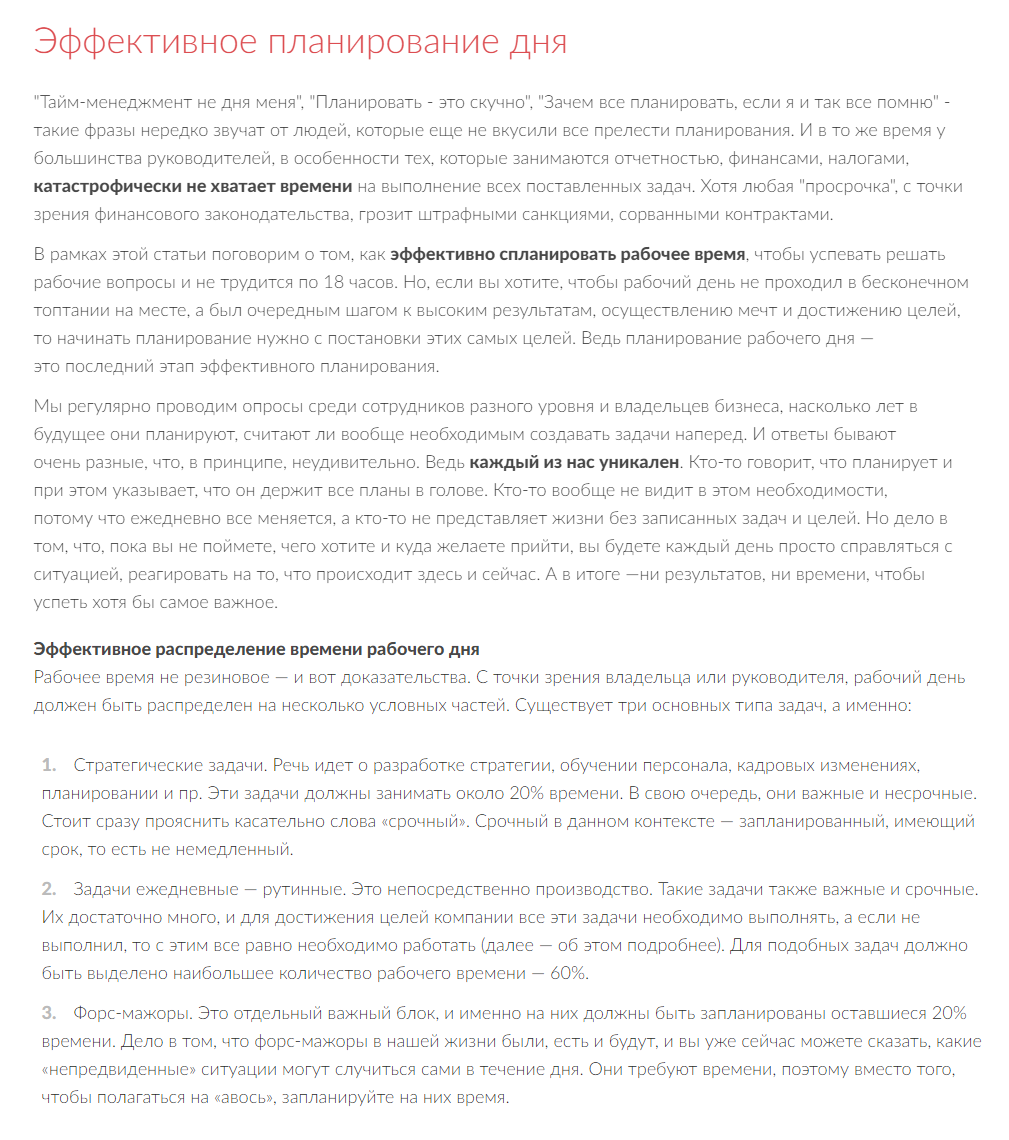 Эффективное планирование дня
"Тайм-менеджмент не дня меня", "Планировать - это скучно", "Зачем все планировать, если я и так все помню" -
такие фразы нередко звучат от людей, которые еще не вкусили все прелести планирования. И в то же время у
большинства руководителей, в особенности тех, которые занимаются отчетностью, финансами, налогами,
катастрофически не хватает времени на выполнение всех поставленных задач. Хотя любая "просрочка", с точки
зрения финансового законодательства, грозит штрафными санкциями, сорванными контрактами.
В рамках этой статьи поговорим о том, как эффективно спланировать рабочее время, чтобы успевать решать
рабочие вопросы и не трудится по 18 часов. Но, если вы хотите, чтобы рабочий день не проходил в бесконечном
топтании на месте, а был очередным шагом к высоким результатам, осуществлению мечт и достижению целей,
то начинать планирование нужно с постановки этих самых целей. Ведь планирование рабочего дня —
это последний этап эффективного планирования.
Мы регулярно проводим опросы среди сотрудников разного уровня и владельцев бизнеса, насколько лет в
будущее они планируют, считают ли вообще необходимым создавать задачи наперед. И ответы бывают
очень разные, что, в принципе, неудивительно. Ведь каждый из нас уникален. Кто-то говорит, что планирует и
при этом указывает, что он держит все планы в голове. Кто-то вообще не видит в этом необходимости,
потому что ежедневно все меняется, а кто-то не представляет жизни без записанных задач и целей. Но дело в
том, что, пока вы не поймете, чего хотите и куда желаете прийти, вы будете каждый день просто справляться с
ситуацией, реагировать на то, что происходит здесь и сейчас. А в итоге —ни результатов, ни времени, чтобы
успеть хотя бы самое важное.
Эффективное распределение времени рабочего дня
Рабочее время не резиновое — и вот доказательства. С точки зрения владельца или руководителя, рабочий день
должен быть распределен на несколько условных частей. Существует три основных типа задач, а именно:
1. Стратегические задачи. Речь идет о разработке стратегии, обучении персонала, кадровых изменениях,
планировании и пр. Эти задачи должны занимать около 20% времени. В свою очередь, они важные и несрочные.
Стоит сразу прояснить касательно слова «срочный». Срочный в данном контексте — запланированный, имеющий
срок, то есть не немедленный.
2. Задачи ежедневные — рутинные. Это непосредственно производство. Такие задачи также важные и срочные.
Их достаточно много, и для достижения целей компании все эти задачи необходимо выполнять, а если не
выполнил, то с этим все равно необходимо работать (далее — об этом подробнее). Для подобных задач должно
быть выделено наибольшее количество рабочего времени — 60%.
3. Форс-мажоры. Это отдельный важный блок, и именно на них должны быть запланированы оставшиеся 20%
времени. Дело в том, что форс-мажоры в нашей жизни были, есть и будут, и вы уже сейчас можете сказать, какие
«непредвиденные» ситуации могут случиться сами в течение дня. Они требуют времени, поэтому вместо того,
чтобы полагаться на «авось», запланируйте на них время.